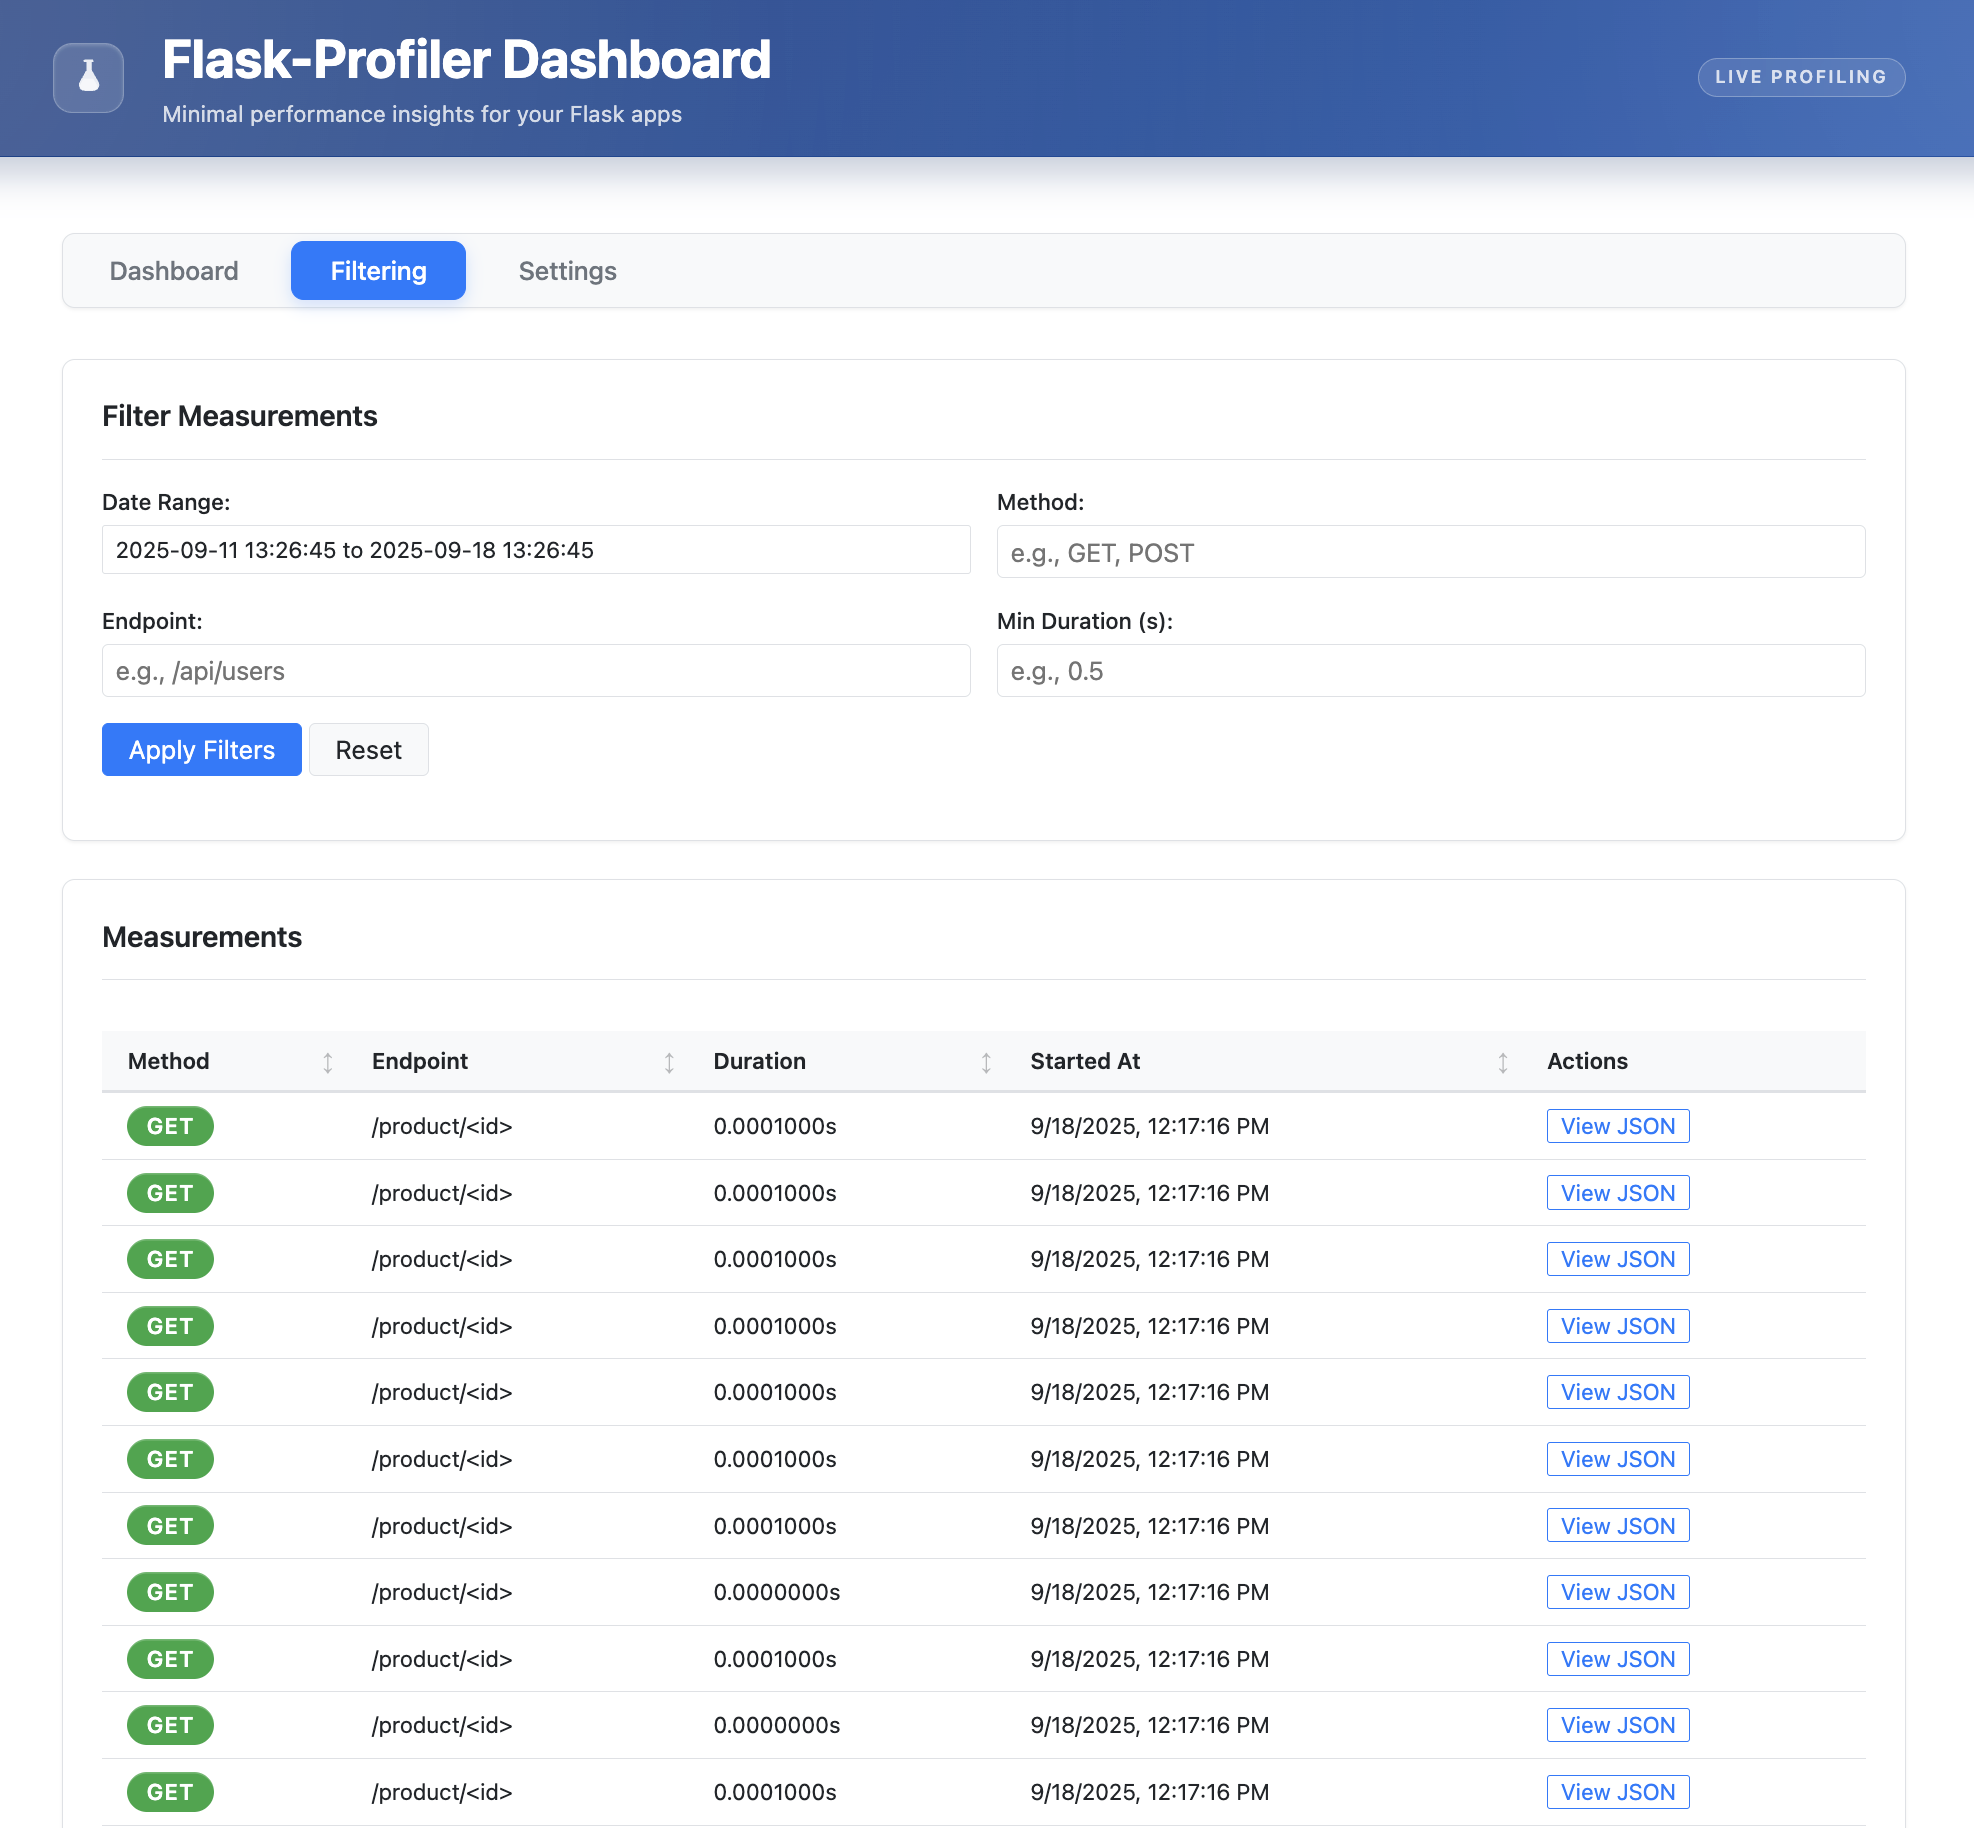 Flask-Profiler Dashboard
Minimal performance insights for your Flask apps
LIVE PROFILING
Dashboard Filtering Settings
Filter Measurements
Date Range: Method:
2025-09-11 13:26:45 to 2025-09-18 13:26:45 e.g., GET, POST
Endpoint: Min Duration (s):
e.g., /api/users e.g., 0.5
Apply Filters Reset
Measurements
Method Endpoint Duration Started At Actions
GET /product/<id> 0.0001000s 9/18/2025, 12:17:16 PM View JSON
GET /product/<id> 0.0001000s 9/18/2025, 12:17:16 PM View JSON
GET /product/<id> 0.0001000s 9/18/2025, 12:17:16 PM View JSON
GET /product/<id> 0.0001000s 9/18/2025, 12:17:16 PM View JSON
GET /product/<id> 0.0001000s 9/18/2025, 12:17:16 PM View JSON
GET /product/<id> 0.0001000s 9/18/2025, 12:17:16 PM View JSON
GET /product/<id> 0.0001000s 9/18/2025, 12:17:16 PM View JSON
GET /product/<id> 0.0000000s 9/18/2025, 12:17:16 PM View JSON
GET /product/<id> 0.0001000s 9/18/2025, 12:17:16 PM View JSON
GET /product/<id> 0.0000000s 9/18/2025, 12:17:16 PM View JSON
GET /product/<id> 0.0001000s 9/18/2025, 12:17:16 PM View JSON